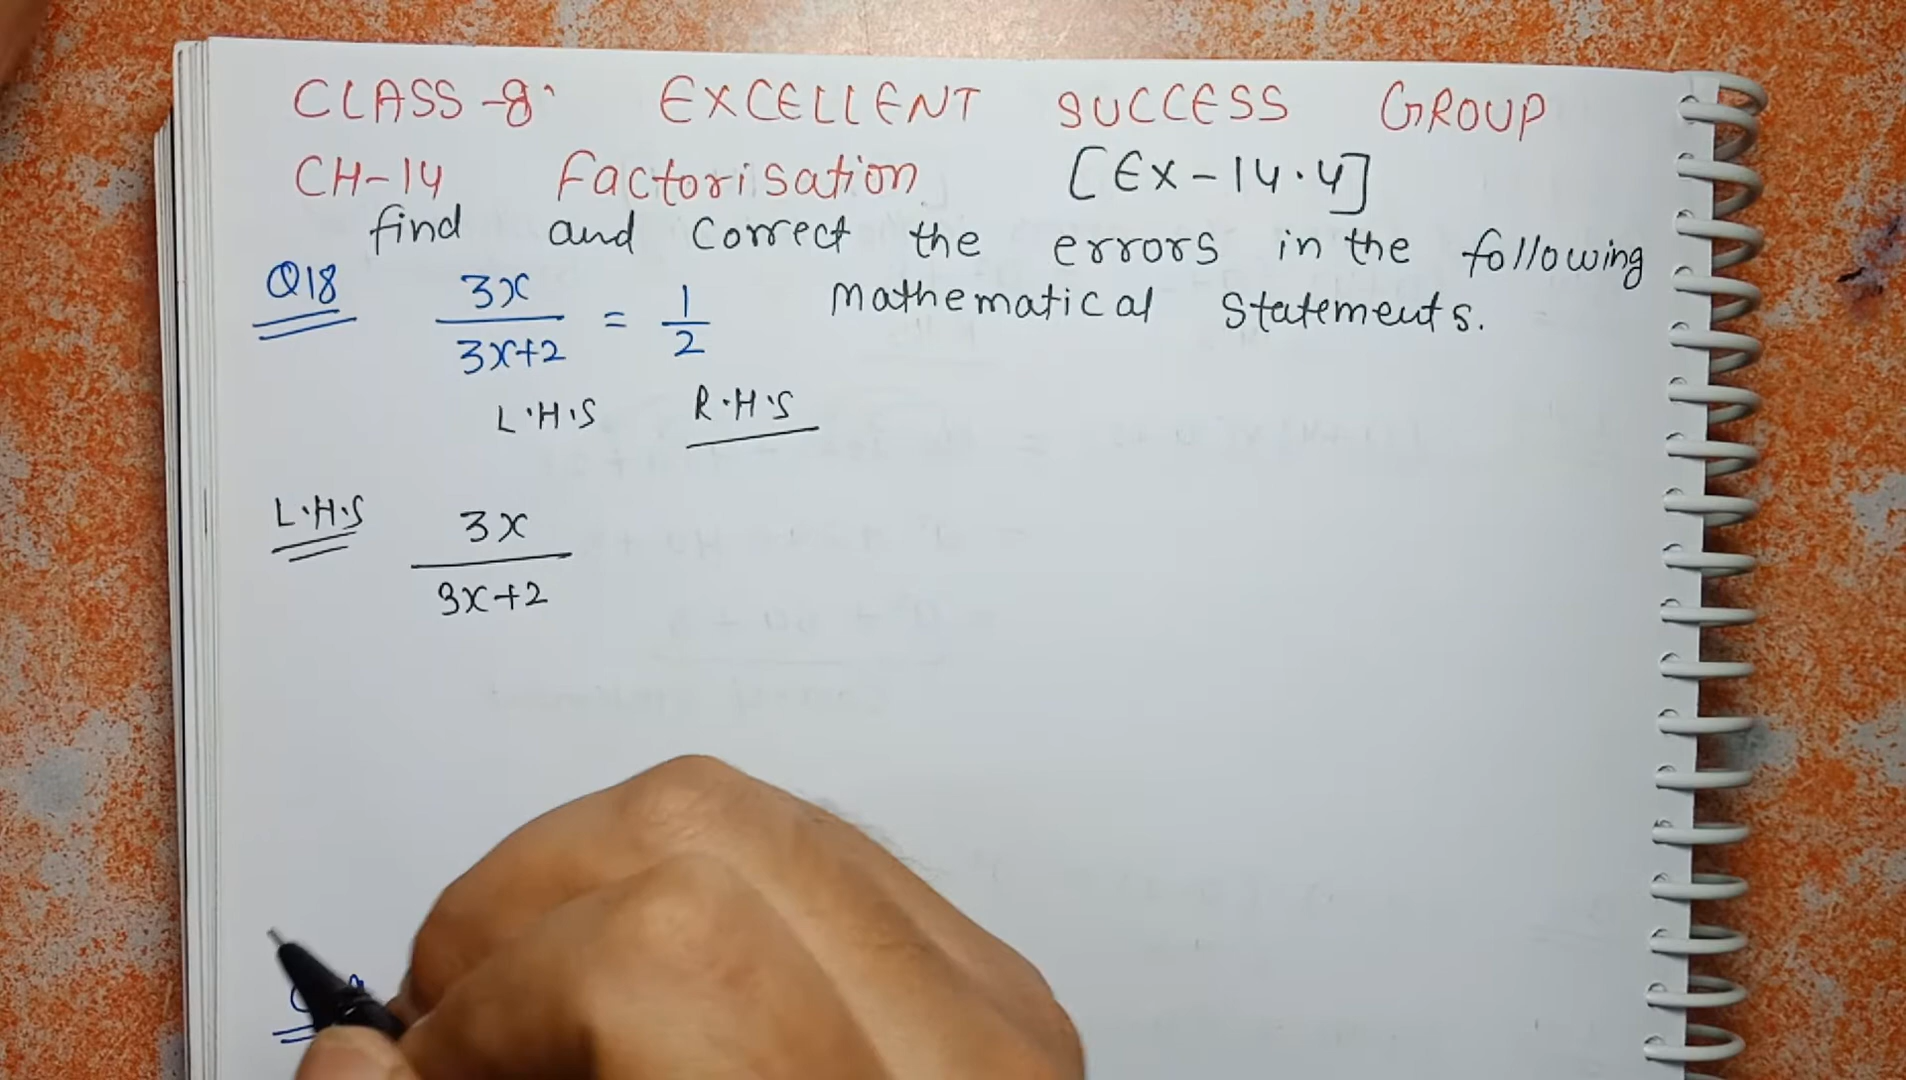 CLASS-8 EXCELLENT SUCCESS GROUP
CH-14 Factorisation [Ex-14.4]
find and correct the errors in the following
mathematical statements.
Q18 3x/3x+2 = 1/2
L.H.S R.H.S
L.H.S 3x/3x+2